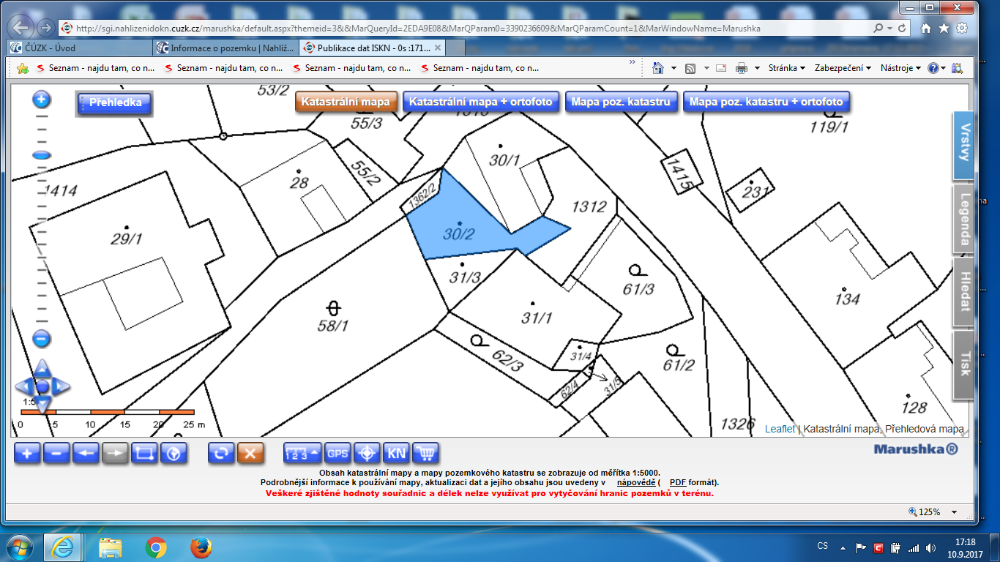 http://sgi.nahlizenidokn.cuzk.cz/marushka/default.aspx?themeid=3&&MarQueryId=2EDA9E08&MarQParam0=3390236609&MarQParamCount=1&MarWindowName=Marushka
ČÚZK - Úvod
Informace o pozemku | Nahlíž...
Publikace dat ISKN - 0s :171...
Seznam - najdu tam, co n...
Seznam - najdu tam, co n...
Seznam - najdu tam, co n...
Seznam - najdu tam, co n...
Stránka
Zabezpečení
Nástroje
Přehledka
Katastrální mapa
Katastrální mapa + ortofoto
Mapa poz. katastru
Mapa poz. katastru + ortofoto
53/2
55/3
119/1
Vrstvy
30/1
55/2
1415
28
1414
1362/2
231
1312
29/1
30/2
Legenda
31/3
61/3
Hledat
134
31/1
58/1
62/3
31/4
61/2
Tisk
62/4
31/5
128
0 5 10 15 20 25 m
1326
Leaflet | Katastrální mapa, Přehledová mapa
1 2 3
GPS
KN
Marushka®
Obsah katastrální mapy a mapy pozemkového katastru se zobrazuje od měřítka 1:5000.
Podrobnější informace k používání mapy, aktualizaci dat a jejího obsahu jsou uvedeny v nápovědě ( PDF formát).
Veškeré zjištěné hodnoty souřadnic a délek nelze využívat pro vytyčování hranic pozemků v terénu.
125%
CS
17:18
10.9.2017